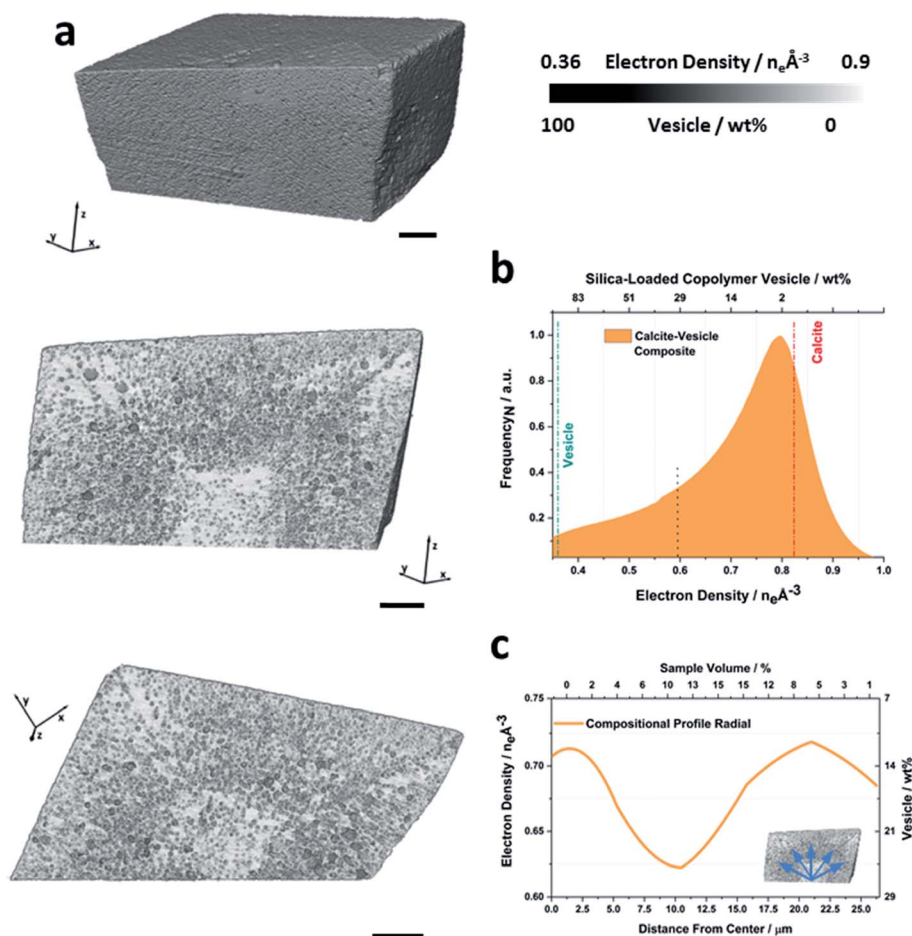 a
0.36 Electron Density / nₑÅ⁻³ 0.9
100 Vesicle / wt% 0
z
y x
z
y x
y
x
z
b
Silica-Loaded Copolymer Vesicle / wt%
83 51 29 14 2
Calcite-Vesicle
Composite
Vesicle
Calcite
Frequency_N / a.u.
1.0
0.8
0.6
0.4
0.2
0.4 0.5 0.6 0.7 0.8 0.9 1.0
Electron Density / nₑÅ⁻³
c
Sample Volume / %
0 2 4 6 10 11 15 15 12 8 5 3 1
Compositional Profile Radial
Electron Density / nₑÅ⁻³
0.75
0.70
0.65
0.60
7
14
21
29
Vesicle / wt%
0.0 2.5 5.0 7.5 10.0 12.5 15.0 17.5 20.0 22.5 25.0
Distance From Center / μm